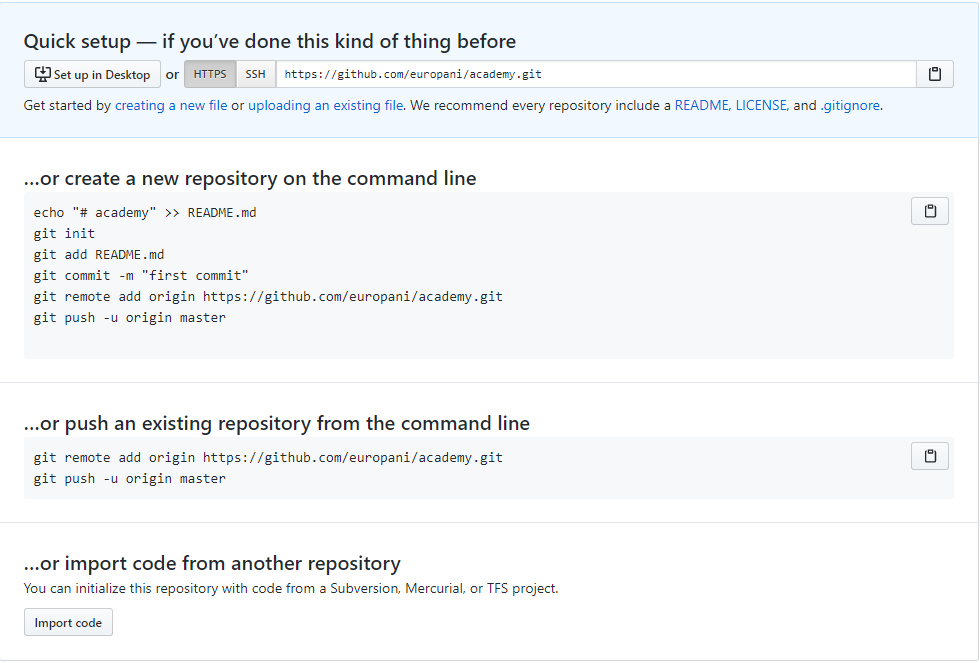 Quick setup — if you’ve done this kind of thing before
Set up in Desktop or HTTPS SSH https://github.com/europani/academy.git
Get started by creating a new file or uploading an existing file. We recommend every repository include a README, LICENSE, and .gitignore.
…or create a new repository on the command line
echo "# academy" >> README.md
git init
git add README.md
git commit -m "first commit"
git remote add origin https://github.com/europani/academy.git
git push -u origin master
…or push an existing repository from the command line
git remote add origin https://github.com/europani/academy.git
git push -u origin master
…or import code from another repository
You can initialize this repository with code from a Subversion, Mercurial, or TFS project.
Import code